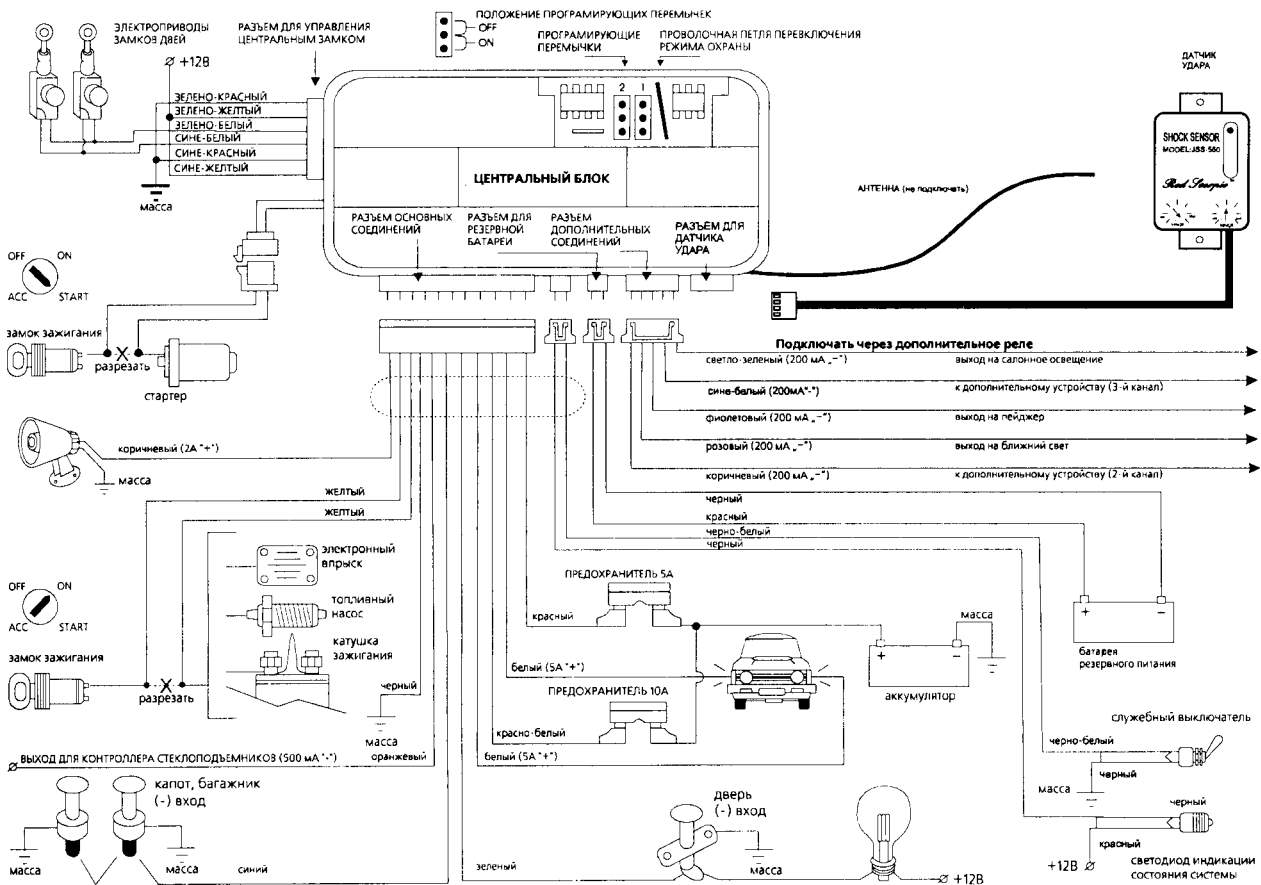 ПОЛОЖЕНИЕ ПРОГРАМИРУЮЩИХ ПЕРЕМЫЧЕК
OFF
ON
ЭЛЕКТРОПРИВОДЫ
ЗАМКОВ ДВЕЙ
+12В
РАЗЪЕМ ДЛЯ УПРАВЛЕНИЯ
ЦЕНТРАЛЬНЫМ ЗАМКОМ
ПРОГРАМИРУЮЩИЕ
ПЕРЕМЫЧКИ
ПРОВОЛОЧНАЯ ПЕТЛЯ ПЕРЕВКЛЮЧЕНИЯ
РЕЖИМА ОХРАНЫ
ДАТЧИК
УДАРА
2 1
ЗЕЛЕНО-КРАСНЫЙ
ЗЕЛЕНО-ЖЕЛТЫЙ
ЗЕЛЕНО-БЕЛЫЙ
СИНЕ-БЕЛЫЙ
СИНЕ-КРАСНЫЙ
СИНЕ-ЖЕЛТЫЙ
масса
SHOCK SENSOR
MODEL:JSS-560
Red Scorpio
ЦЕНТРАЛЬНЫЙ БЛОК
АНТЕННА (не подключать)
РАЗЪЕМ ОСНОВНЫХ
СОЕДИНЕНИЙ
РАЗЪЕМ ДЛЯ
РЕЗЕРВНОЙ
БАТАРЕИ
РАЗЪЕМ
ДОПОЛНИТЕЛЬНЫХ
СОЕДИНЕНИЙ
РАЗЪЕМ ДЛЯ
ДАТЧИКА
УДАРА
OFF ON
ACC START
замок зажигания
X
разрезать
стартер
Подключать через дополнительное реле
светло-зеленый (200 мА „−")
выход на салонное освещение
сине-белый (200мА"-")
к дополнительному устройству (3-й канал)
фиолетовый (200 мА „−")
выход на пейджер
розовый (200 мА „−")
выход на ближний свет
коричневый (200 мА „−")
к дополнительному устройству (2-й канал)
черный
красный
черно-белый
черный
коричневый (2А "+")
масса
желтый
желтый
электронный
впрыск
топливный
насос
катушка
зажигания
OFF ON
ACC START
замок зажигания
X
разрезать
черный
масса
ПРЕДОХРАНИТЕЛЬ 5А
красный
белый (5А "+")
ПРЕДОХРАНИТЕЛЬ 10А
красно-белый
белый (5А "+")
масса
+ −
аккумулятор
+ −
батарея
резервного питания
служебный выключатель
черно-белый
черный
масса
черный
красный
+12В
светодиод индикации
состояния системы
ВЫХОД ДЛЯ КОНТРОЛЛЕРА СТЕКЛОПОДЪЕМНИКОВ (500 мА "-")
оранжевый
капот, багажник
(-) вход
масса
масса
синий
зеленый
дверь
(-) вход
масса
+12В